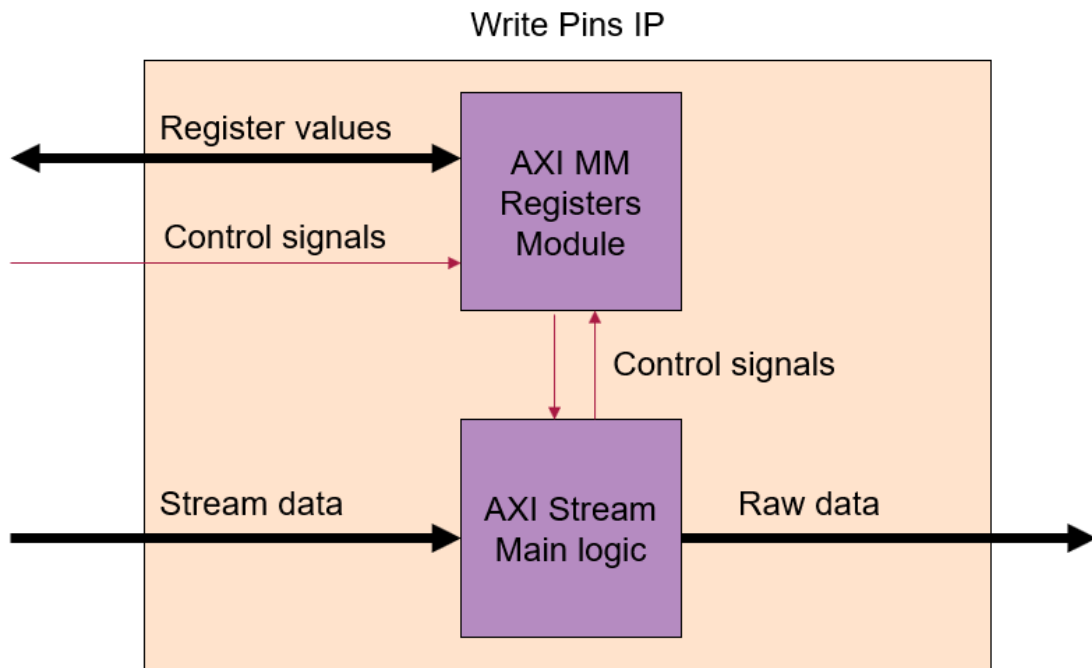 Write Pins IP
Register values
AXI MM
Registers
Module
Control signals
Control signals
Stream data
AXI Stream
Main logic
Raw data